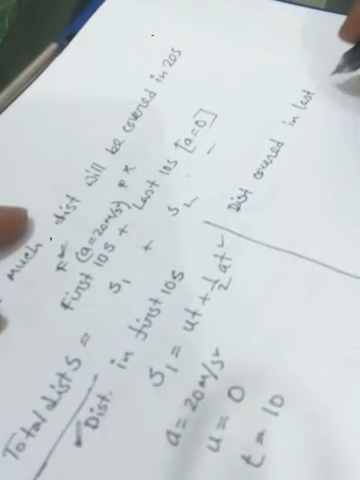 much dist will be covered in 20s
(a=20m/s²)
Total dist S = First 10s + Last 10s [a=0]
S₁ + S₂
✓ Dist. in first 10s
S₁ = ut + ½at²
a = 20m/s²
u = 0
t = 10
Dist covered in last